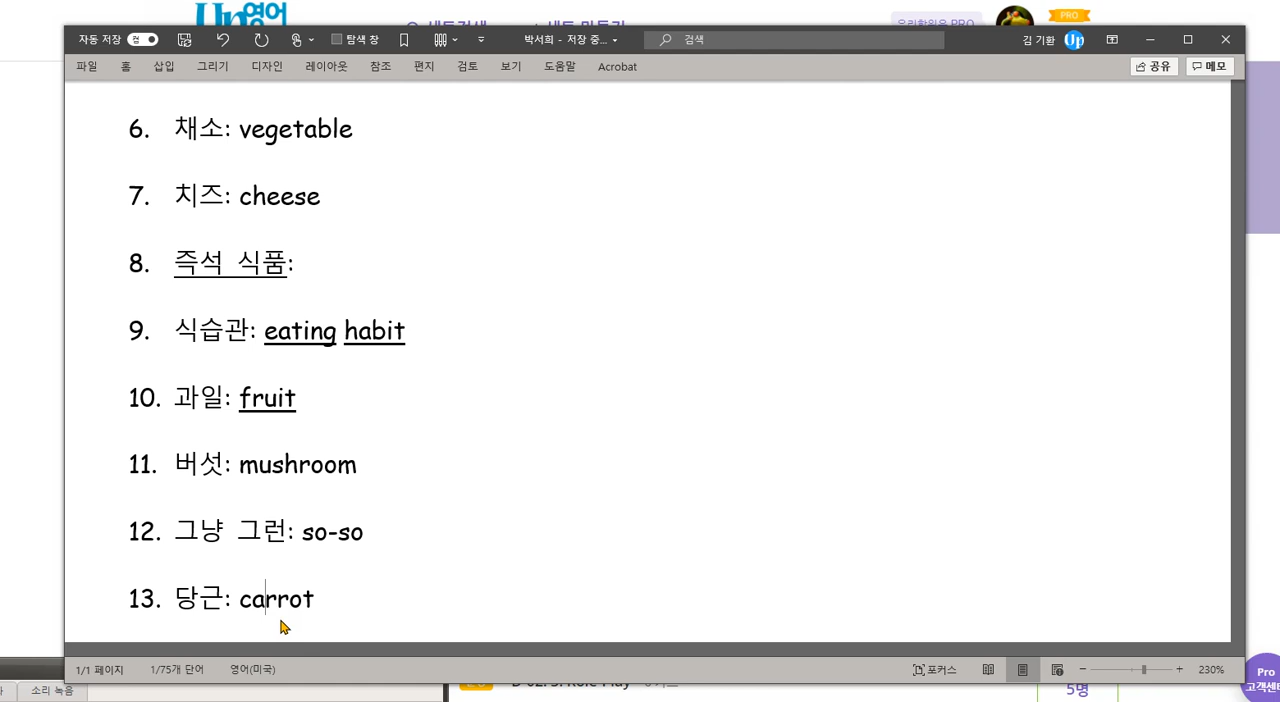 Up영어
PRO
자동 저장
탐색 창
박서희 - 저장 중...
검색
김 기환
Up
파일 홈 삽입 그리기 디자인 레이아웃 참조 편지 검토 보기 도움말 Acrobat
공유
메모
6. 채소: vegetable
7. 치즈: cheese
8. 즉석 식품:
9. 식습관: eating habit
10. 과일: fruit
11. 버섯: mushroom
12. 그냥 그런: so-so
13. 당근: carrot
1/1 페이지 1/75개 단어 영어(미국)
포커스
230%
소리 녹음
5명
Pro
고객센터